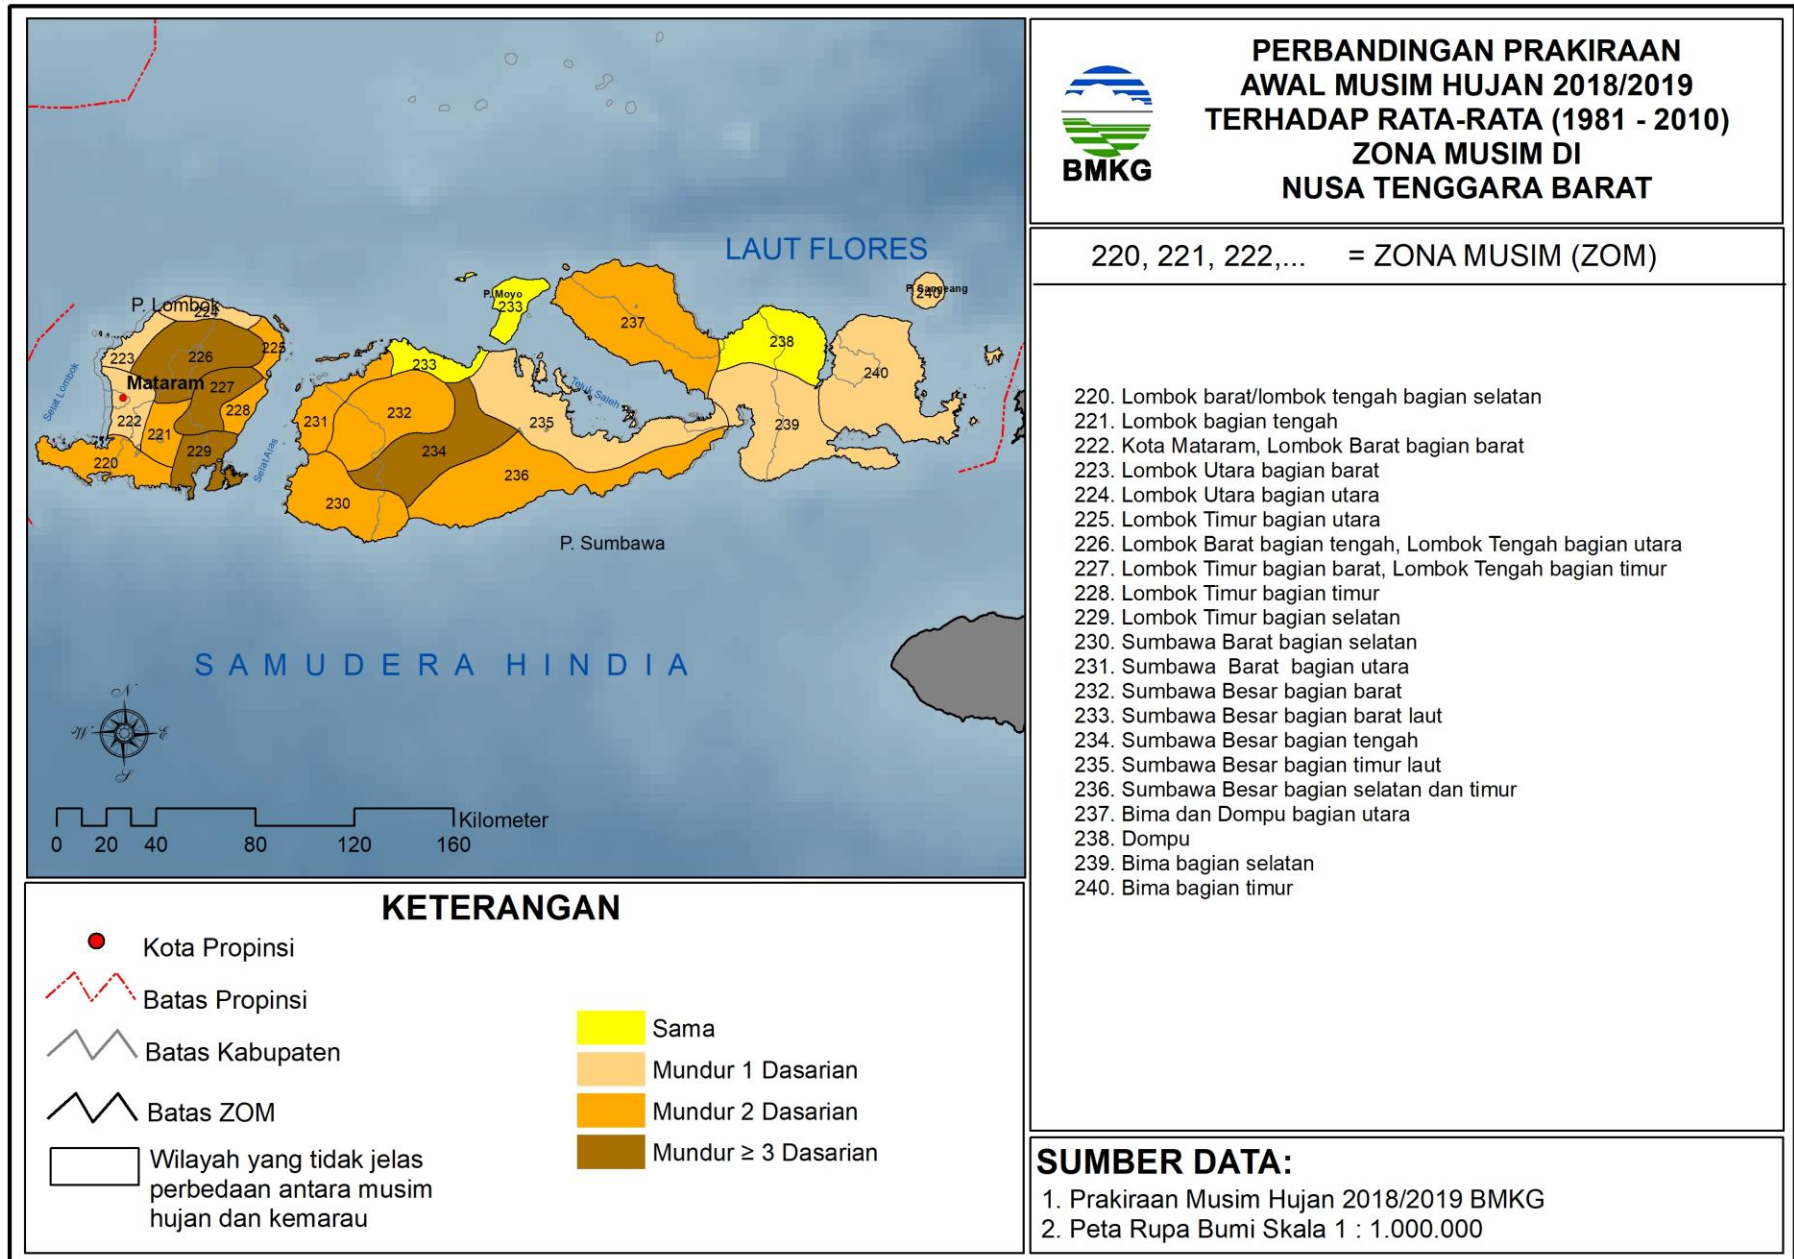 PERBANDINGAN PRAKIRAAN
AWAL MUSIM HUJAN 2018/2019
TERHADAP RATA-RATA (1981 - 2010)
ZONA MUSIM DI
NUSA TENGGARA BARAT
BMKG
220, 221, 222,... = ZONA MUSIM (ZOM)
220. Lombok barat/lombok tengah bagian selatan
221. Lombok bagian tengah
222. Kota Mataram, Lombok Barat bagian barat
223. Lombok Utara bagian barat
224. Lombok Utara bagian utara
225. Lombok Timur bagian utara
226. Lombok Barat bagian tengah, Lombok Tengah bagian utara
227. Lombok Timur bagian barat, Lombok Tengah bagian timur
228. Lombok Timur bagian timur
229. Lombok Timur bagian selatan
230. Sumbawa Barat bagian selatan
231. Sumbawa Barat bagian utara
232. Sumbawa Besar bagian barat
233. Sumbawa Besar bagian barat laut
234. Sumbawa Besar bagian tengah
235. Sumbawa Besar bagian timur laut
236. Sumbawa Besar bagian selatan dan timur
237. Bima dan Dompu bagian utara
238. Dompu
239. Bima bagian selatan
240. Bima bagian timur
SUMBER DATA:
1. Prakiraan Musim Hujan 2018/2019 BMKG
2. Peta Rupa Bumi Skala 1 : 1.000.000
LAUT FLORES
P. Sangeang
240
P. Moyo
233
P. Lombok
224
237
238
223
226
225
233
240
Mataram
227
Selat Lombok
Teluk Saleh
228
232
222
221
231
235
239
220
229
234
Selat Alas
236
230
P. Sumbawa
SAMUDERA HINDIA
N
W
E
S
Kilometer
0 20 40 80 120 160
KETERANGAN
Kota Propinsi
Batas Propinsi
Batas Kabupaten
Batas ZOM
Wilayah yang tidak jelas
perbedaan antara musim
hujan dan kemarau
Sama
Mundur 1 Dasarian
Mundur 2 Dasarian
Mundur ≥ 3 Dasarian